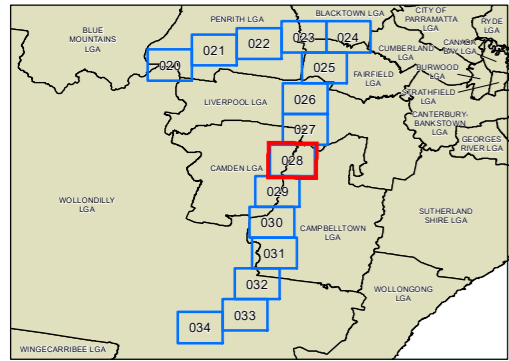 BLUE
MOUNTAINS
LGA
PENRITH LGA
BLACKTOWN LGA
CITY OF
PARRAMATTA
LGA
RYDE
LGA
020
021
022
023
024
025
CUMBERLAND
LGA
CANADA
BAY LGA
BURWOOD
LGA
FAIRFIELD
LGA
STRATHFIELD
LGA
LIVERPOOL LGA
026
CANTERBURY-
BANKSTOWN
LGA
027
GEORGES
RIVER LGA
028
CAMDEN LGA
029
WOLLONDILLY
LGA
030
CAMPBELLTOWN
LGA
SUTHERLAND
SHIRE LGA
031
032
WOLLONGONG
LGA
033
034
WINGECARRIBEE LGA